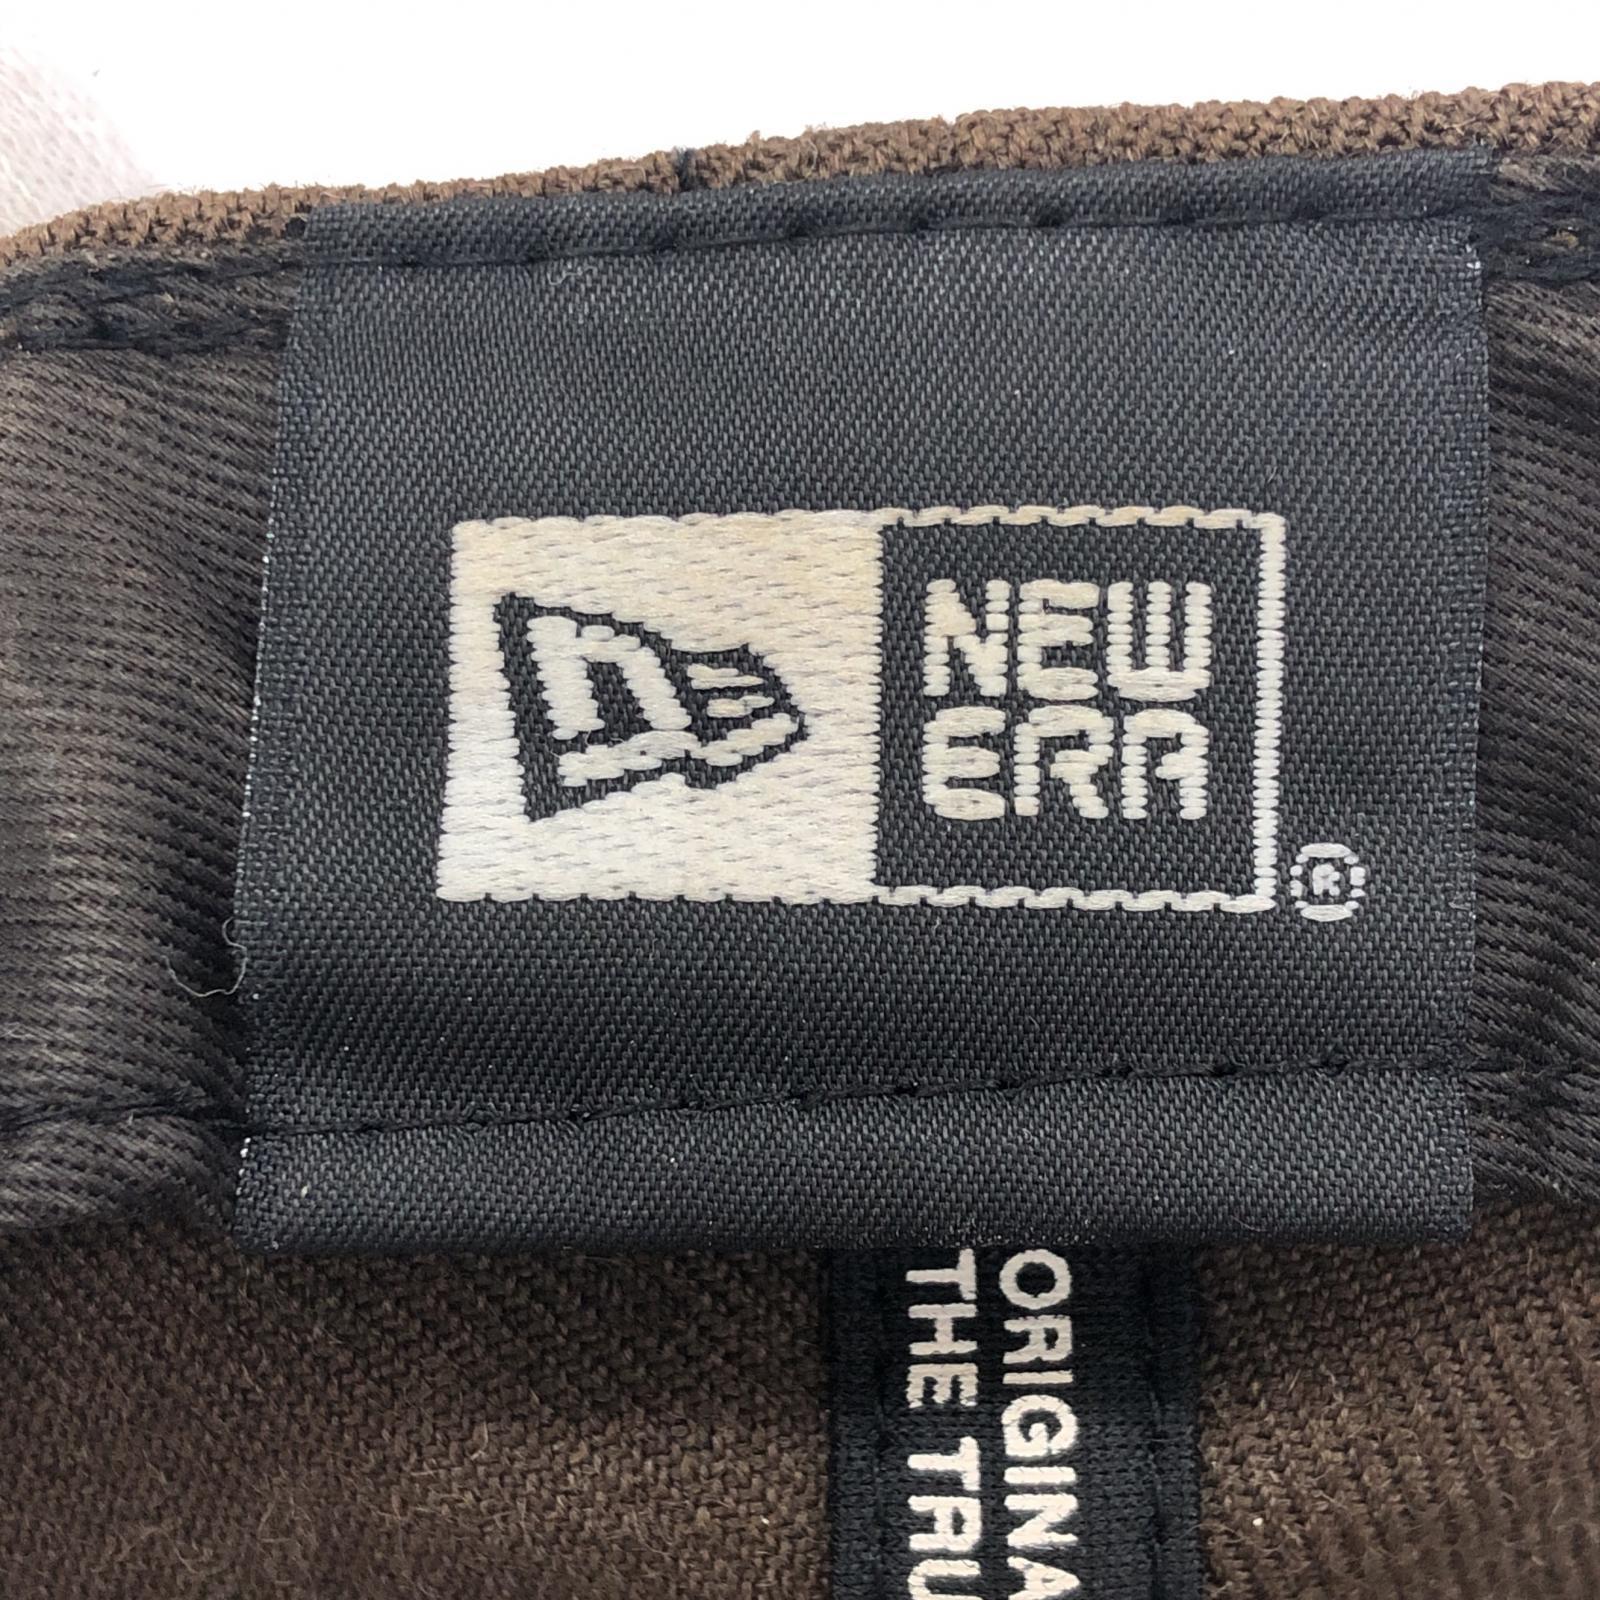 n
NEW
ERA
®
ORIGINA
THE TRU